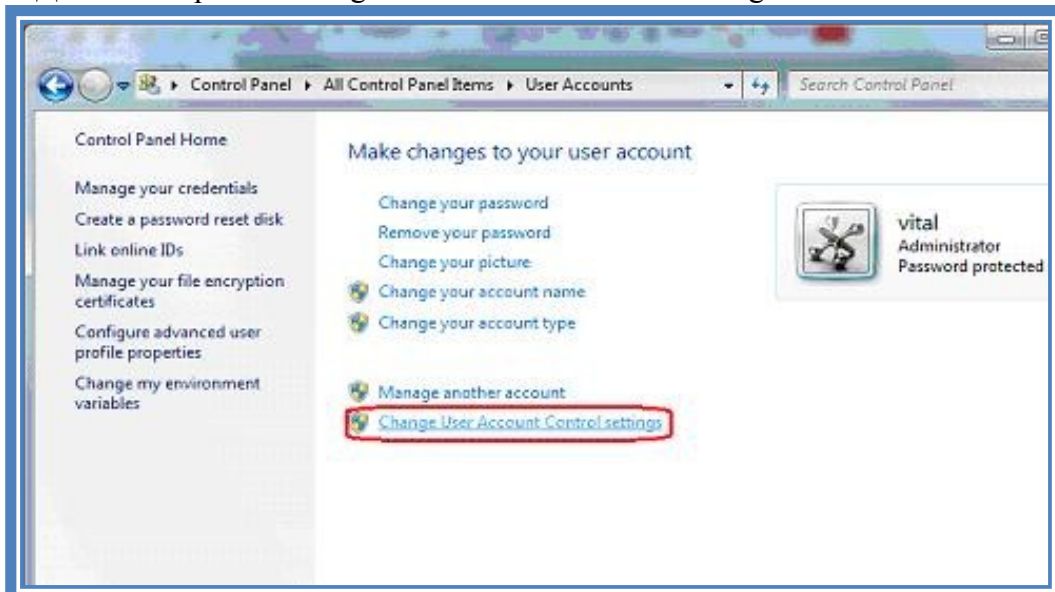 Control Panel ▸ All Control Panel Items ▸ User Accounts
Search Control Panel
Control Panel Home
Manage your credentials
Create a password reset disk
Link online IDs
Manage your file encryption
certificates
Configure advanced user
profile properties
Change my environment
variables
Make changes to your user account
Change your password
Remove your password
Change your picture
Change your account name
Change your account type
Manage another account
Change User Account Control settings
vital
Administrator
Password protected